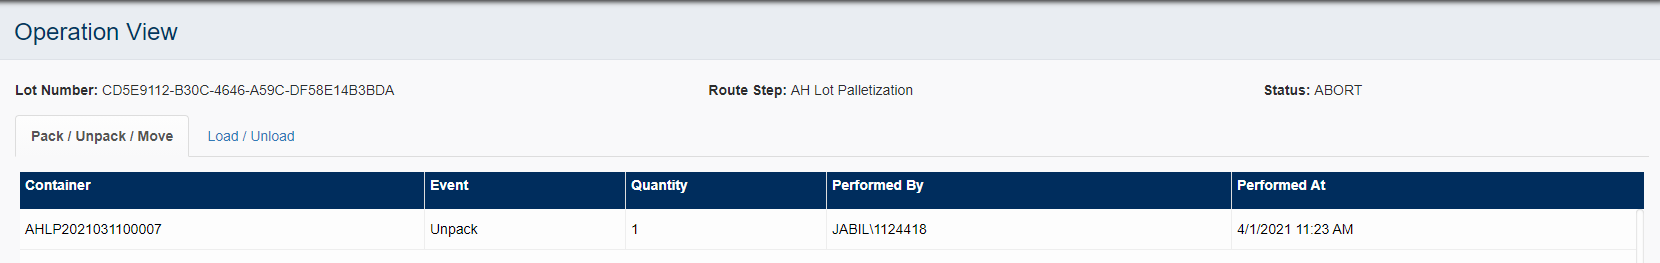 Operation View
Lot Number: CD5E9112-B30C-4646-A59C-DF58E14B3BDA Route Step: AH Lot Palletization Status: ABORT
Pack / Unpack / Move Load / Unload
Container Event Quantity Performed By Performed At
AHLP2021031100007 Unpack 1 JABIL\1124418 4/1/2021 11:23 AM